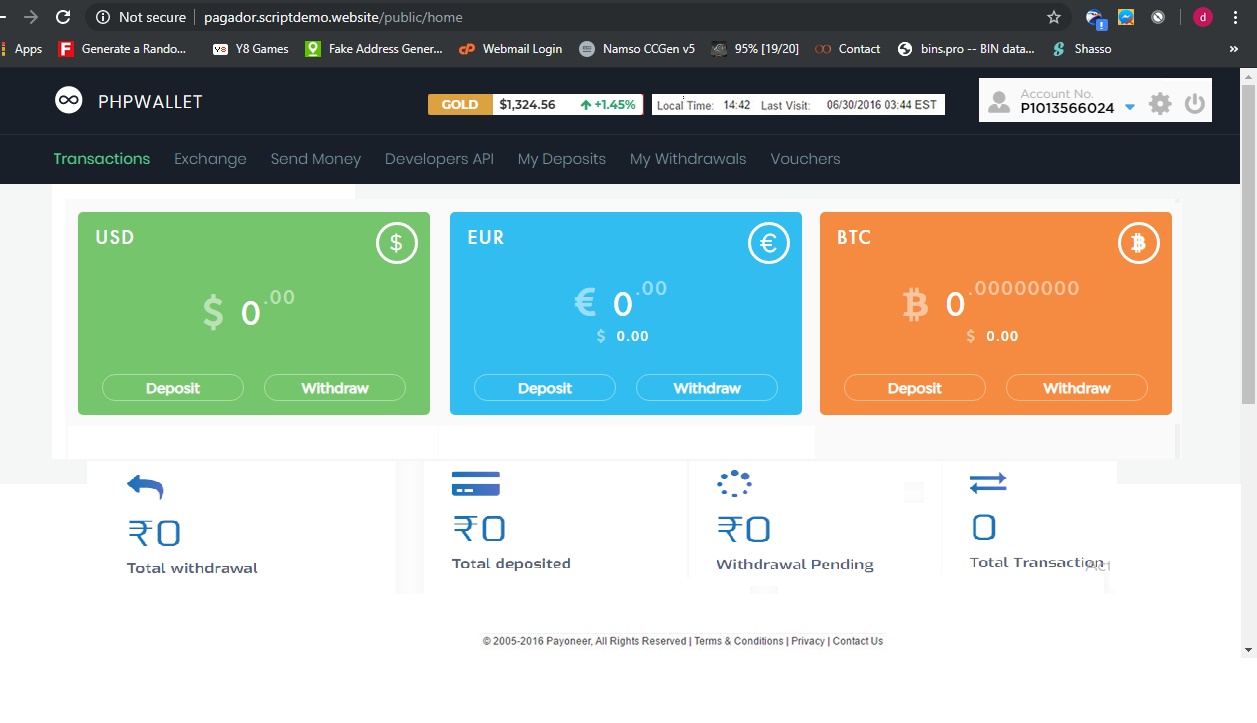 Not secure | pagador.scriptdemo.website/public/home d
Apps Generate a Rando... Y8 Games Fake Address Gener... Webmail Login Namso CCGen v5 95% [19/20] Contact bins.pro -- BIN data... Shasso »
PHPWALLET GOLD $1,324.56 +1.45% Local Time: 14:42 Last Visit: 06/30/2016 03:44 EST Account No. P1013566024
Transactions Exchange Send Money Developers API My Deposits My Withdrawals Vouchers
USD $ EUR € BTC
$ 0.00 € 0.00 0.00000000
$ 0.00 $ 0.00
Deposit Withdraw Deposit Withdraw Deposit Withdraw
₹0 ₹0 ₹0 0
Total withdrawal Total deposited Withdrawal Pending Total Transaction Act
© 2005-2016 Payoneer, All Rights Reserved | Terms & Conditions | Privacy | Contact Us